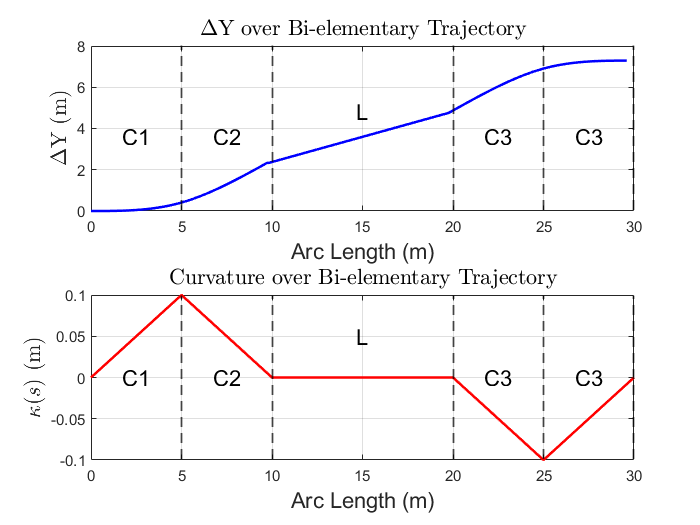 ΔY over Bi-elementary Trajectory
8
6
4
2
0
ΔY (m)
C1
C2
L
C3
C3
0
5
10
15
20
25
30
Arc Length (m)
Curvature over Bi-elementary Trajectory
0.1
0.05
0
-0.05
-0.1
κ(s) (m)
C1
C2
L
C3
C3
0
5
10
15
20
25
30
Arc Length (m)